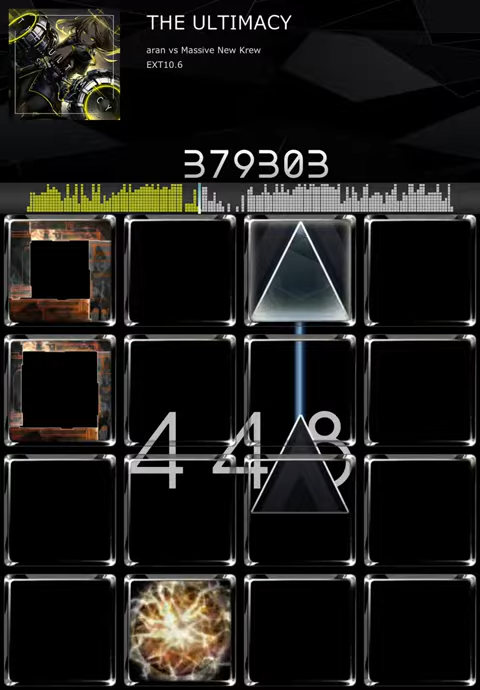 THE ULTIMACY
aran vs Massive New Krew
EXT10.6
379303
448